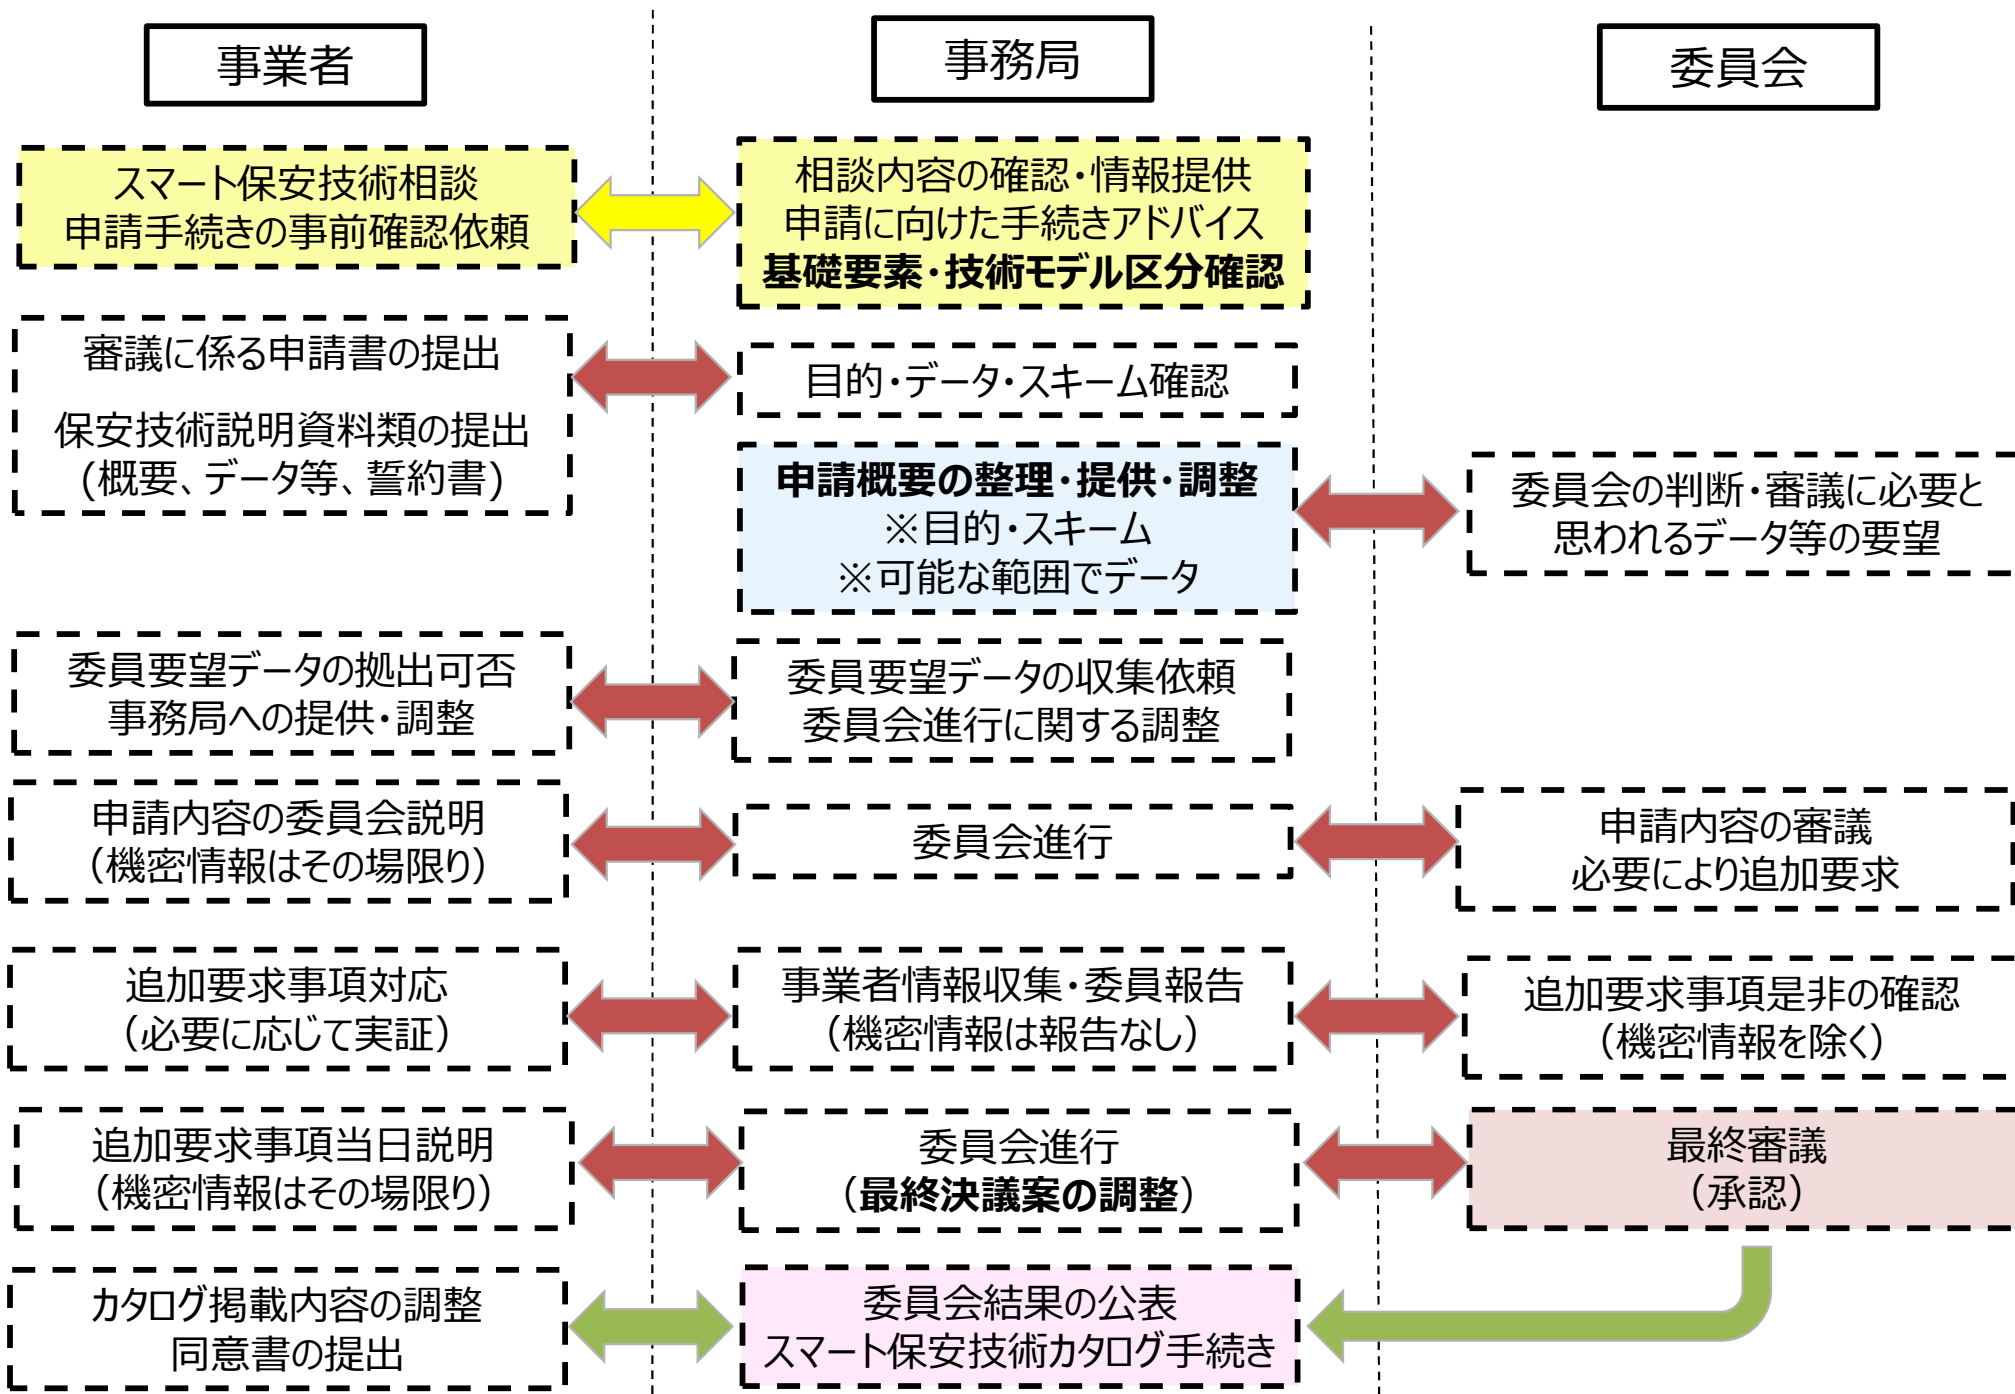 事業者
事務局
委員会
スマート保安技術相談
申請手続きの事前確認依頼
相談内容の確認・情報提供
申請に向けた手続きアドバイス
基礎要素・技術モデル区分確認
審議に係る申請書の提出
保安技術説明資料類の提出
(概要、データ等、誓約書)
目的・データ・スキーム確認
申請概要の整理・提供・調整
※目的・スキーム
※可能な範囲でデータ
委員会の判断・審議に必要と
思われるデータ等の要望
委員要望データの拠出可否
事務局への提供・調整
委員要望データの収集依頼
委員会進行に関する調整
申請内容の委員会説明
（機密情報はその場限り）
委員会進行
申請内容の審議
必要により追加要求
追加要求事項対応
（必要に応じて実証）
事業者情報収集・委員報告
（機密情報は報告なし）
追加要求事項是非の確認
（機密情報を除く）
追加要求事項当日説明
（機密情報はその場限り）
委員会進行
（最終決議案の調整）
最終審議
（承認）
カタログ掲載内容の調整
同意書の提出
委員会結果の公表
スマート保安技術カタログ手続き